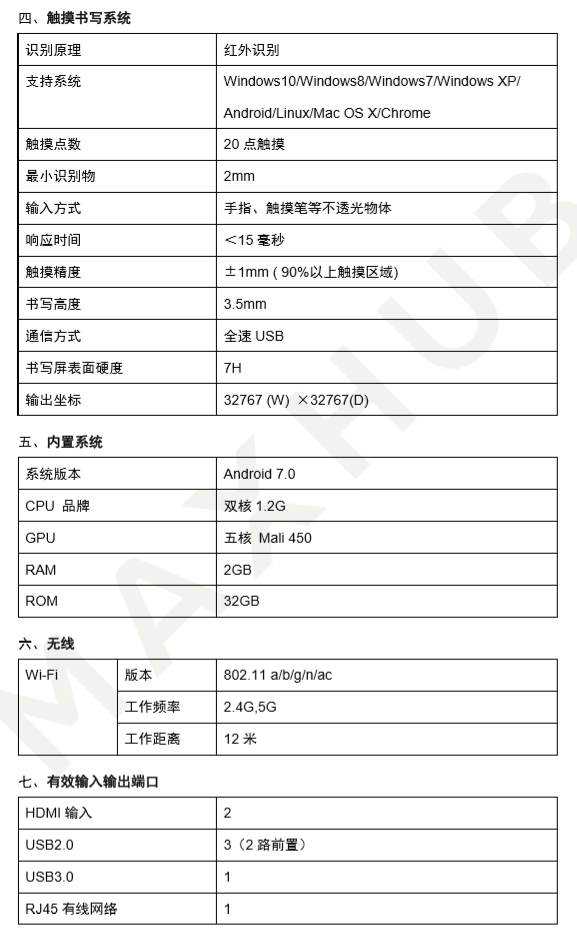 四、触摸书写系统
识别原理 红外识别
支持系统 Windows10/Windows8/Windows7/Windows XP/
Android/Linux/Mac OS X/Chrome
触摸点数 20 点触摸
最小识别物 2mm
输入方式 手指、触摸笔等不透光物体
响应时间 ＜15 毫秒
触摸精度 ±1mm ( 90%以上触摸区域)
书写高度 3.5mm
通信方式 全速 USB
书写屏表面硬度 7H
输出坐标 32767 (W) ×32767(D)
五、内置系统
系统版本 Android 7.0
CPU 品牌 双核 1.2G
GPU 五核 Mali 450
RAM 2GB
ROM 32GB
六、无线
Wi-Fi 版本 802.11 a/b/g/n/ac
工作频率 2.4G,5G
工作距离 12 米
七、有效输入输出端口
HDMI 输入 2
USB2.0 3（2 路前置）
USB3.0 1
RJ45 有线网络 1
MAXHUB